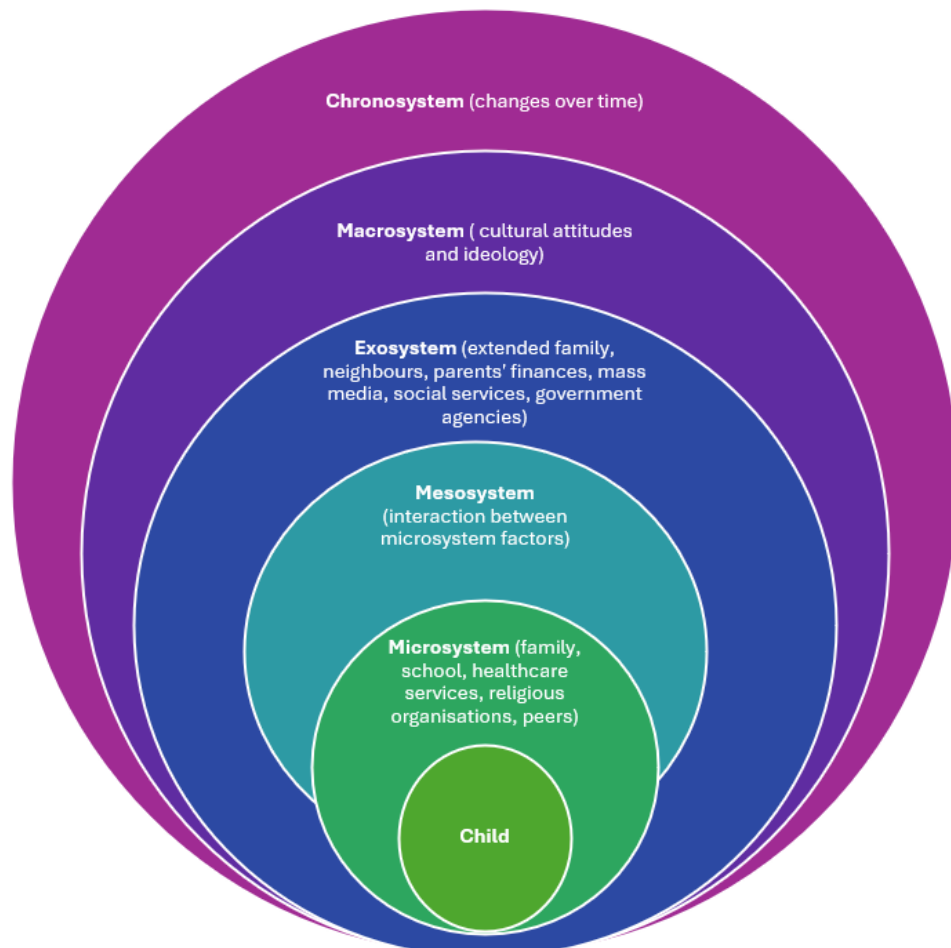 Chronosystem (changes over time)
Macrosystem ( cultural attitudes
and ideology)
Exosystem (extended family,
neighbours, parents' finances, mass
media, social services, government
agencies)
Mesosystem
(interaction between
microsystem factors)
Microsystem (family,
school, healthcare
services, religious
organisations, peers)
Child